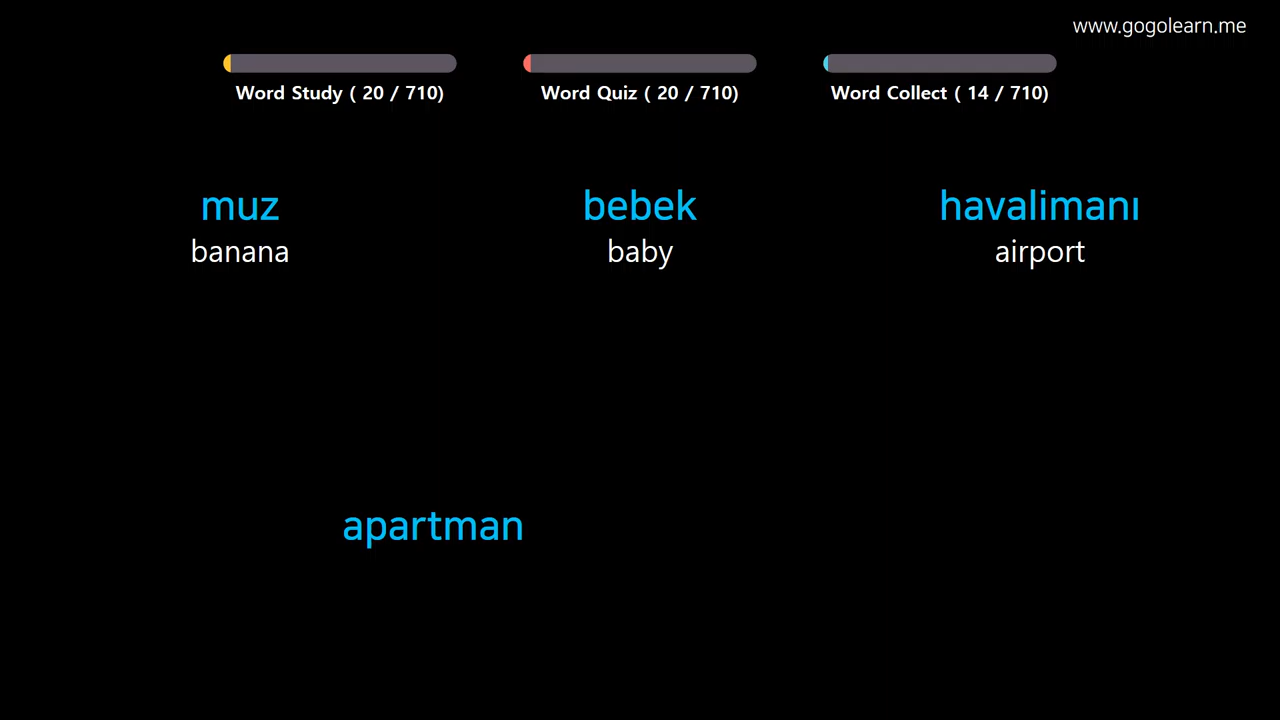 www.gogolearn.me
Word Study ( 20 / 710)
Word Quiz ( 20 / 710)
Word Collect ( 14 / 710)
muz
banana
bebek
baby
havalimanı
airport
apartman